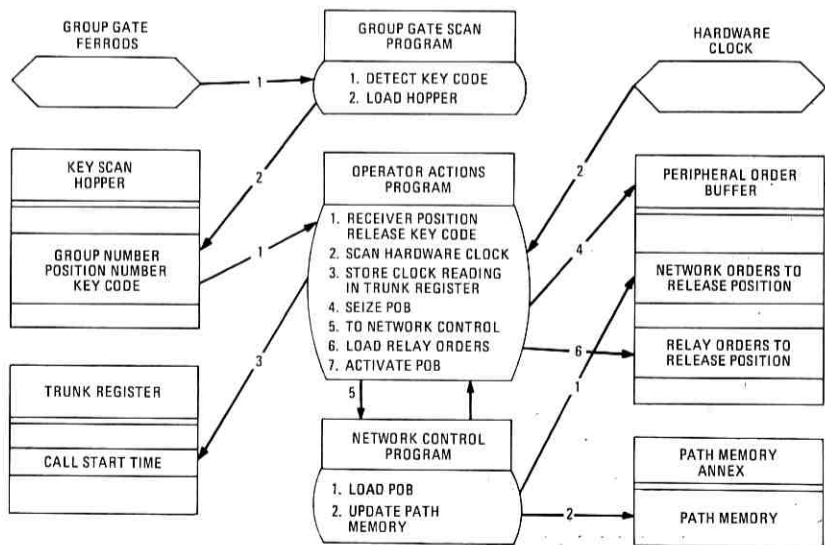 GROUP GATE
FERRODS
GROUP GATE SCAN
PROGRAM
1. DETECT KEY CODE
2. LOAD HOPPER
HARDWARE
CLOCK
1
2
2
KEY SCAN
HOPPER
GROUP NUMBER
POSITION NUMBER
KEY CODE
1
OPERATOR ACTIONS
PROGRAM
1. RECEIVER POSITION
RELEASE KEY CODE
2. SCAN HARDWARE CLOCK
3. STORE CLOCK READING
IN TRUNK REGISTER
4. SEIZE POB
5. TO NETWORK CONTROL
6. LOAD RELAY ORDERS
7. ACTIVATE POB
4
6
1
PERIPHERAL ORDER
BUFFER
NETWORK ORDERS TO
RELEASE POSITION
RELAY ORDERS TO
RELEASE POSITION
3
5
TRUNK REGISTER
CALL START TIME
NETWORK CONTROL
PROGRAM
1. LOAD POB
2. UPDATE PATH
MEMORY
2
PATH MEMORY
ANNEX
PATH MEMORY